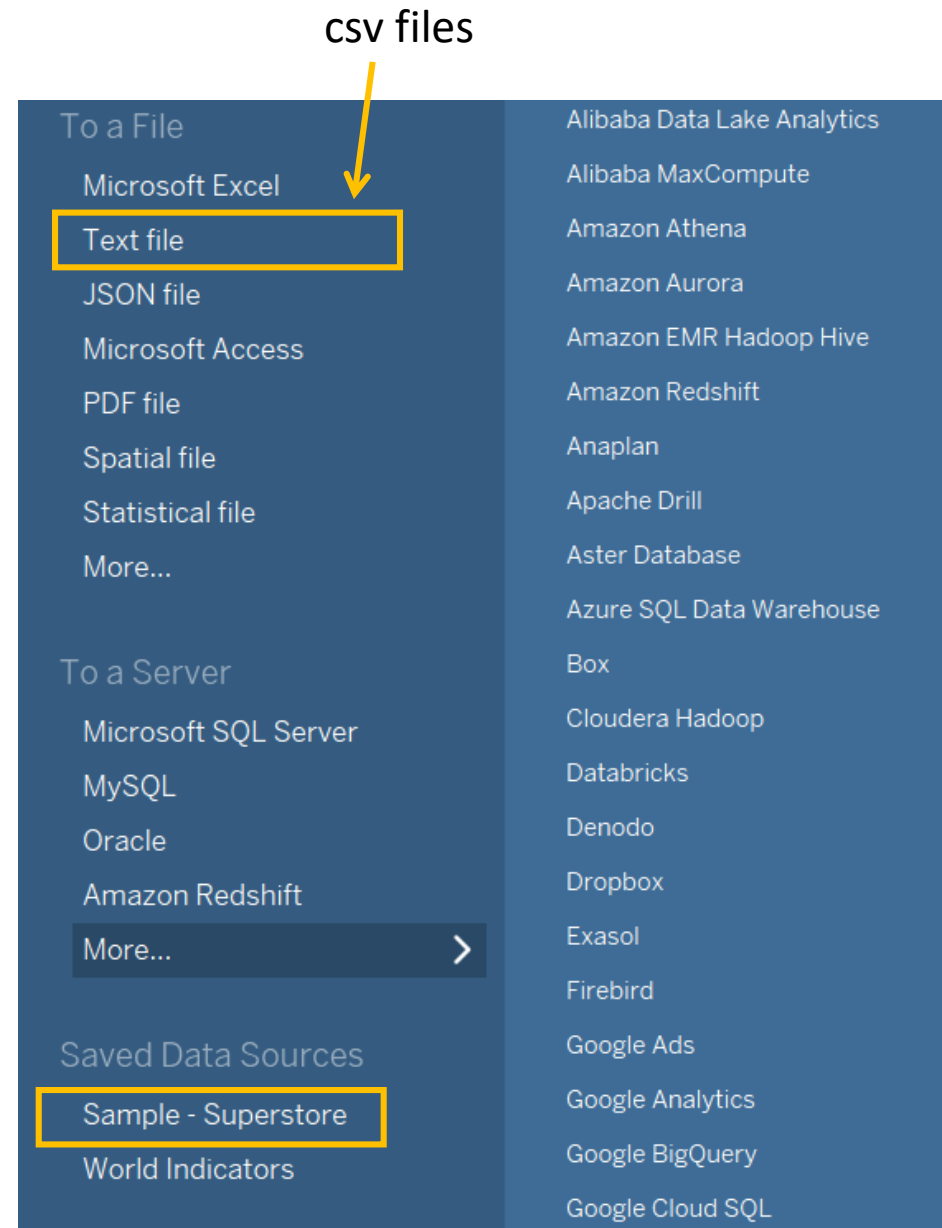 csv files
To a File
Microsoft Excel
Text file
JSON file
Microsoft Access
PDF file
Spatial file
Statistical file
More...
To a Server
Microsoft SQL Server
MySQL
Oracle
Amazon Redshift
More...
Saved Data Sources
Sample - Superstore
World Indicators
Alibaba Data Lake Analytics
Alibaba MaxCompute
Amazon Athena
Amazon Aurora
Amazon EMR Hadoop Hive
Amazon Redshift
Anaplan
Apache Drill
Aster Database
Azure SQL Data Warehouse
Box
Cloudera Hadoop
Databricks
Denodo
Dropbox
Exasol
Firebird
Google Ads
Google Analytics
Google BigQuery
Google Cloud SQL